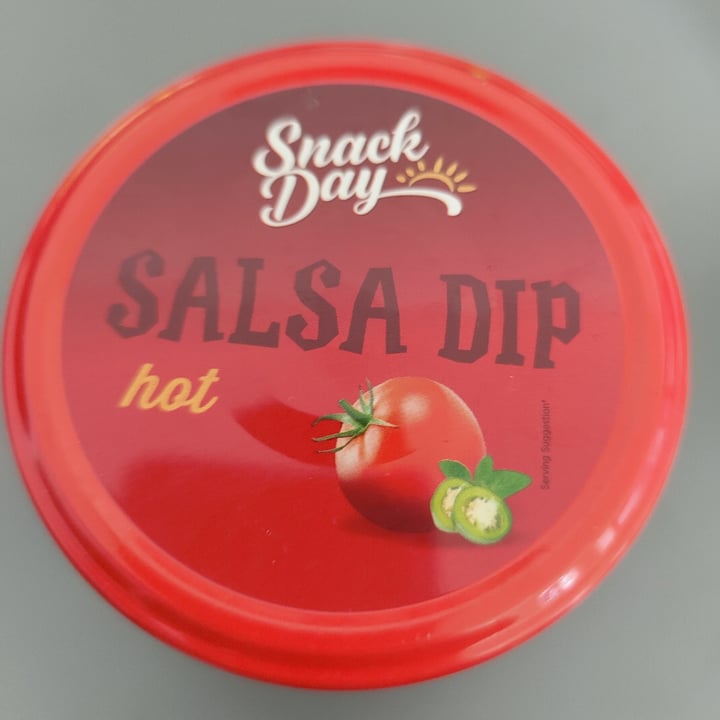 Snack
Day
SALSA DIP
hot
Serving Suggestion*